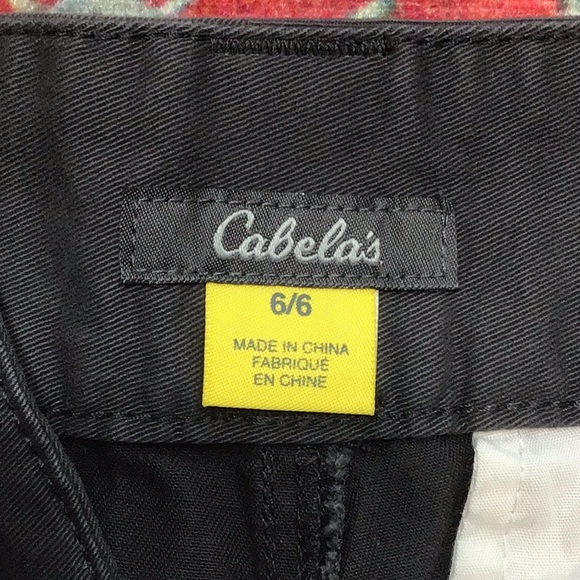 Cabela's
6/6
MADE IN CHINA
FABRIQUÉ
EN CHINE